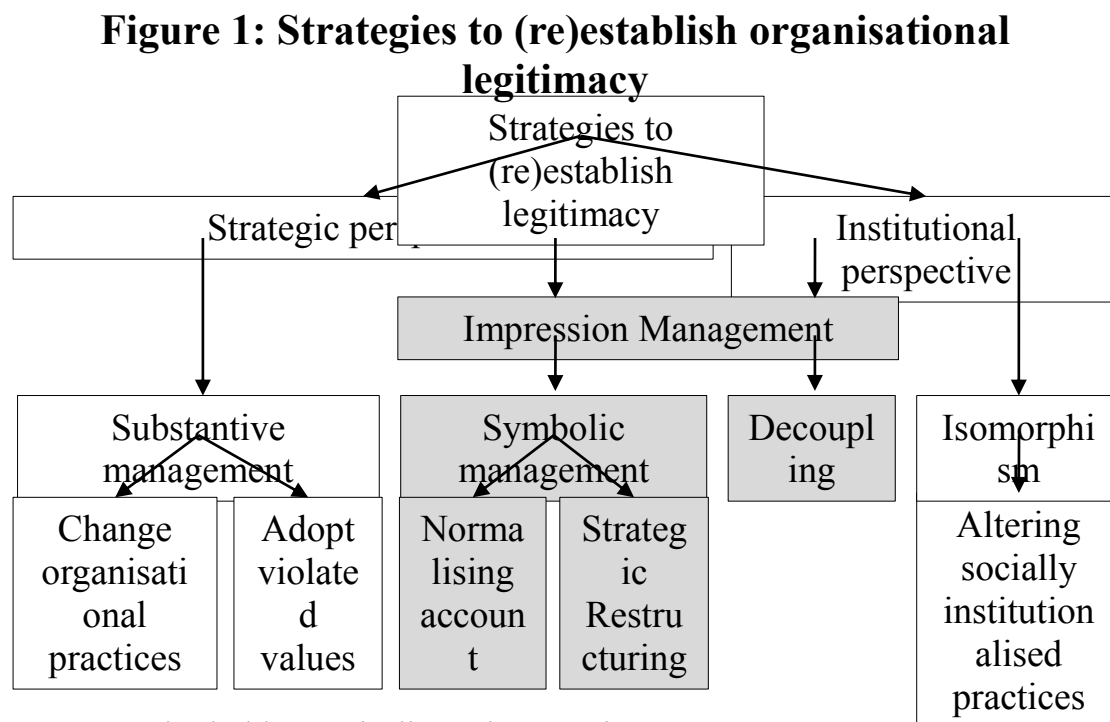 Figure 1: Strategies to (re)establish organisational
legitimacy
Strategies to
(re)establish
legitimacy
Strategic
Institutional
perspective
Impression Management
Substantive
management
Symbolic
management
Decoupl
ing
Isomorphi
sm
Change
organisati
onal
practices
Adopt
violate
d
values
Norma
lising
accoun
t
Strateg
ic
Restru
cturing
Altering
socially
institution
alised
practices